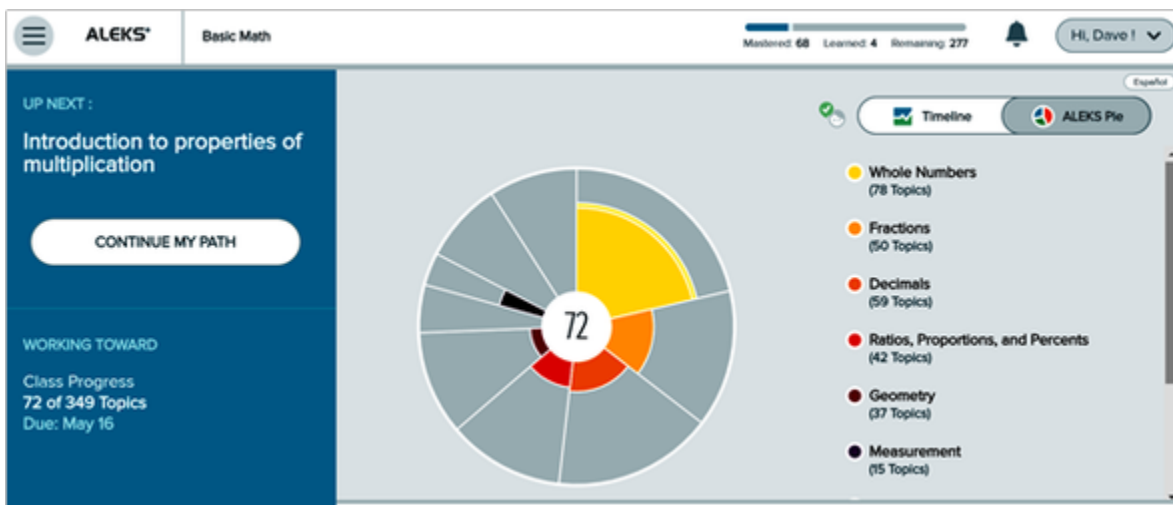 ALEKS®
Basic Math
Mastered: 68 Learned: 4 Remaining: 277
Hi, Dave !
Español
UP NEXT :
Introduction to properties of
multiplication
CONTINUE MY PATH
WORKING TOWARD
Class Progress
72 of 349 Topics
Due: May 16
72
Timeline
ALEKS Pie
Whole Numbers
(78 Topics)
Fractions
(50 Topics)
Decimals
(59 Topics)
Ratios, Proportions, and Percents
(42 Topics)
Geometry
(37 Topics)
Measurement
(15 Topics)